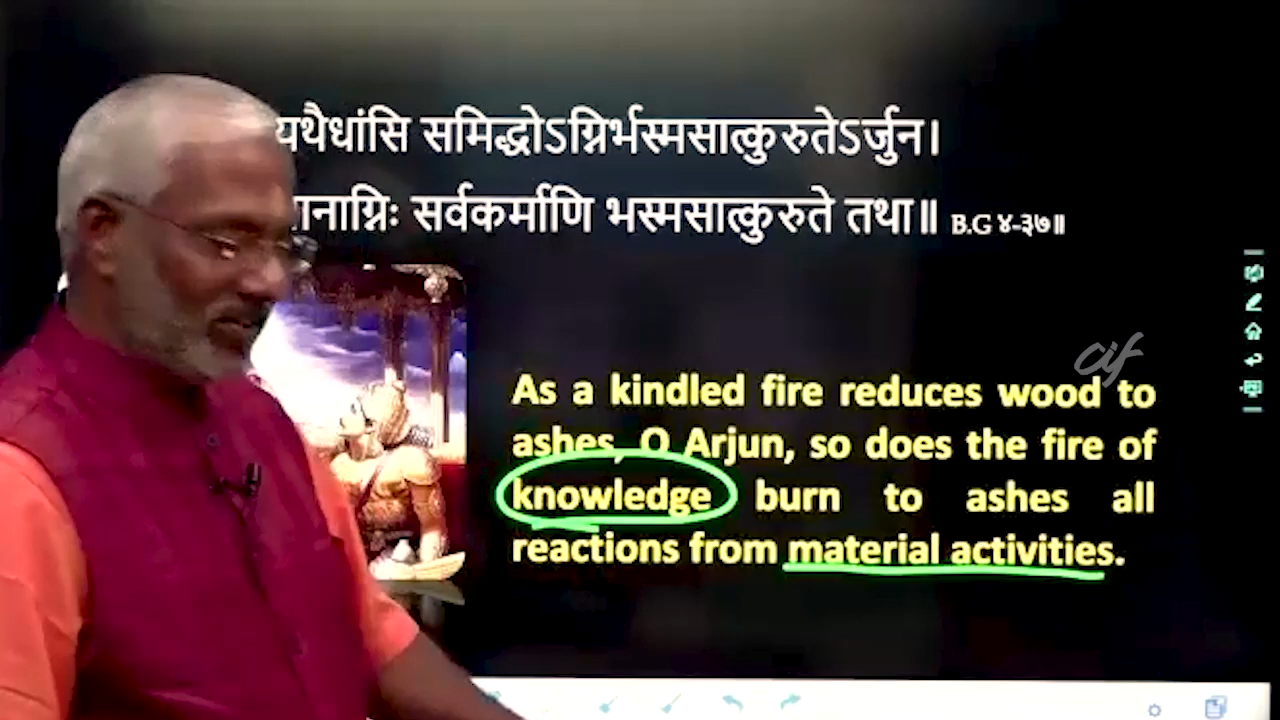 यथैधांसि समिद्धोऽग्निर्भस्मसात्कुरुतेऽर्जुन।
सर्वकर्माणि भस्मसात्कुरुते तथा॥ B.G ४-३७॥
cif
As a kindled fire reduces wood to
ashes, O Arjun, so does the fire of
knowledge burn to ashes all
reactions from material activities.